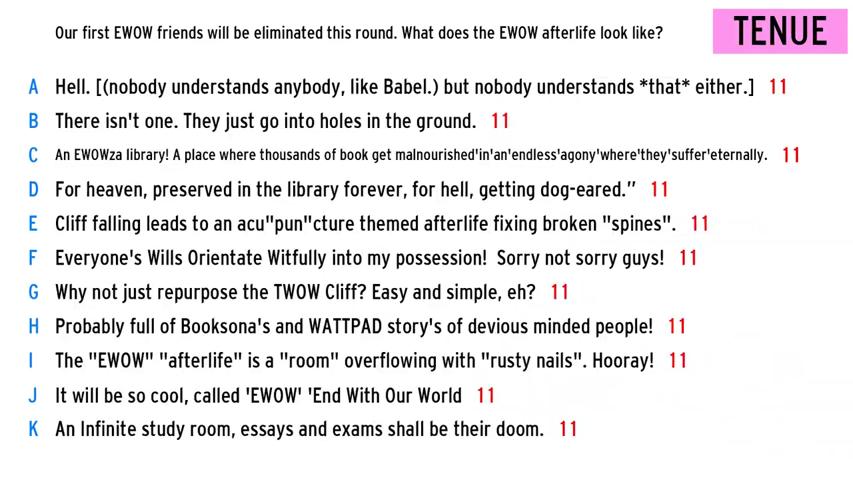 Our first EWOW friends will be eliminated this round. What does the EWOW afterlife look like?
TENUE
A Hell. [(nobody understands anybody, like Babel.) but nobody understands *that* either.] 11
B There isn't one. They just go into holes in the ground. 11
C An EWOWza library! A place where thousands of book get malnourished'in'an'endless'agony'where'they'suffer'eternally. 11
D For heaven, preserved in the library forever, for hell, getting dog-eared.” 11
E Cliff falling leads to an acu"pun"cture themed afterlife fixing broken "spines". 11
F Everyone's Wills Orientate Witfully into my possession! Sorry not sorry guys! 11
G Why not just repurpose the TWOW Cliff? Easy and simple, eh? 11
H Probably full of Booksona's and WATTPAD story's of devious minded people! 11
I The "EWOW" "afterlife" is a "room" overflowing with "rusty nails". Hooray! 11
J It will be so cool, called 'EWOW' 'End With Our World 11
K An Infinite study room, essays and exams shall be their doom. 11